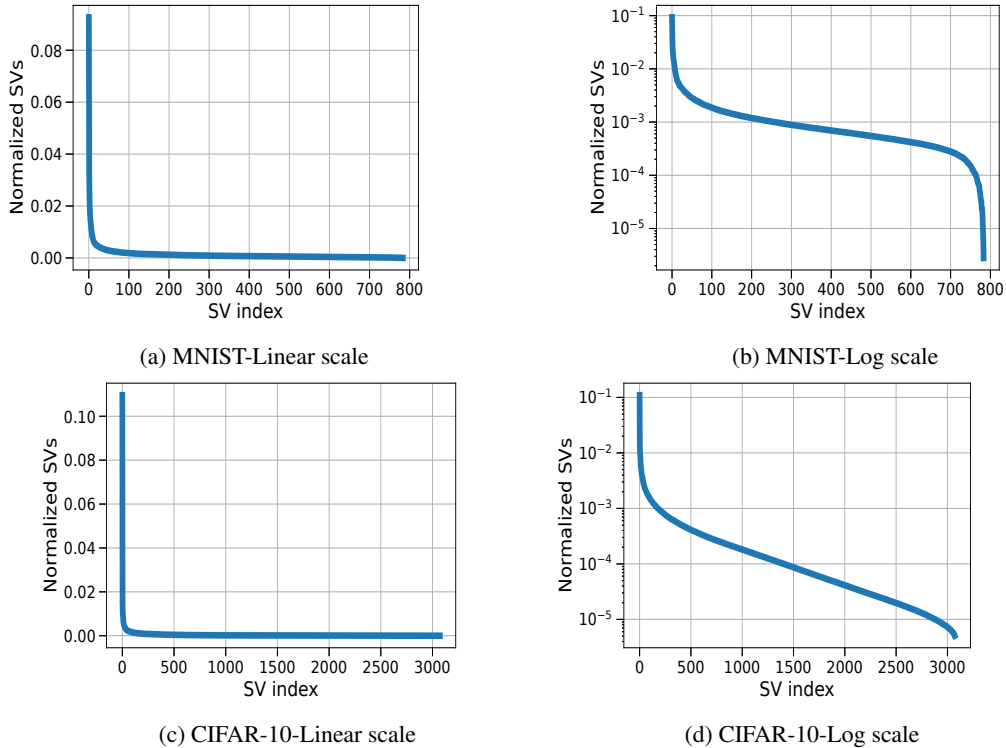 Normalized SVs
0.08
0.06
0.04
0.02
0.00
0 100 200 300 400 500 600 700 800
SV index
(a) MNIST-Linear scale
Normalized SVs
10⁻¹
10⁻²
10⁻³
10⁻⁴
10⁻⁵
0 100 200 300 400 500 600 700 800
SV index
(b) MNIST-Log scale
Normalized SVs
0.10
0.08
0.06
0.04
0.02
0.00
0 500 1000 1500 2000 2500 3000
SV index
(c) CIFAR-10-Linear scale
Normalized SVs
10⁻¹
10⁻²
10⁻³
10⁻⁴
10⁻⁵
0 500 1000 1500 2000 2500 3000
SV index
(d) CIFAR-10-Log scale